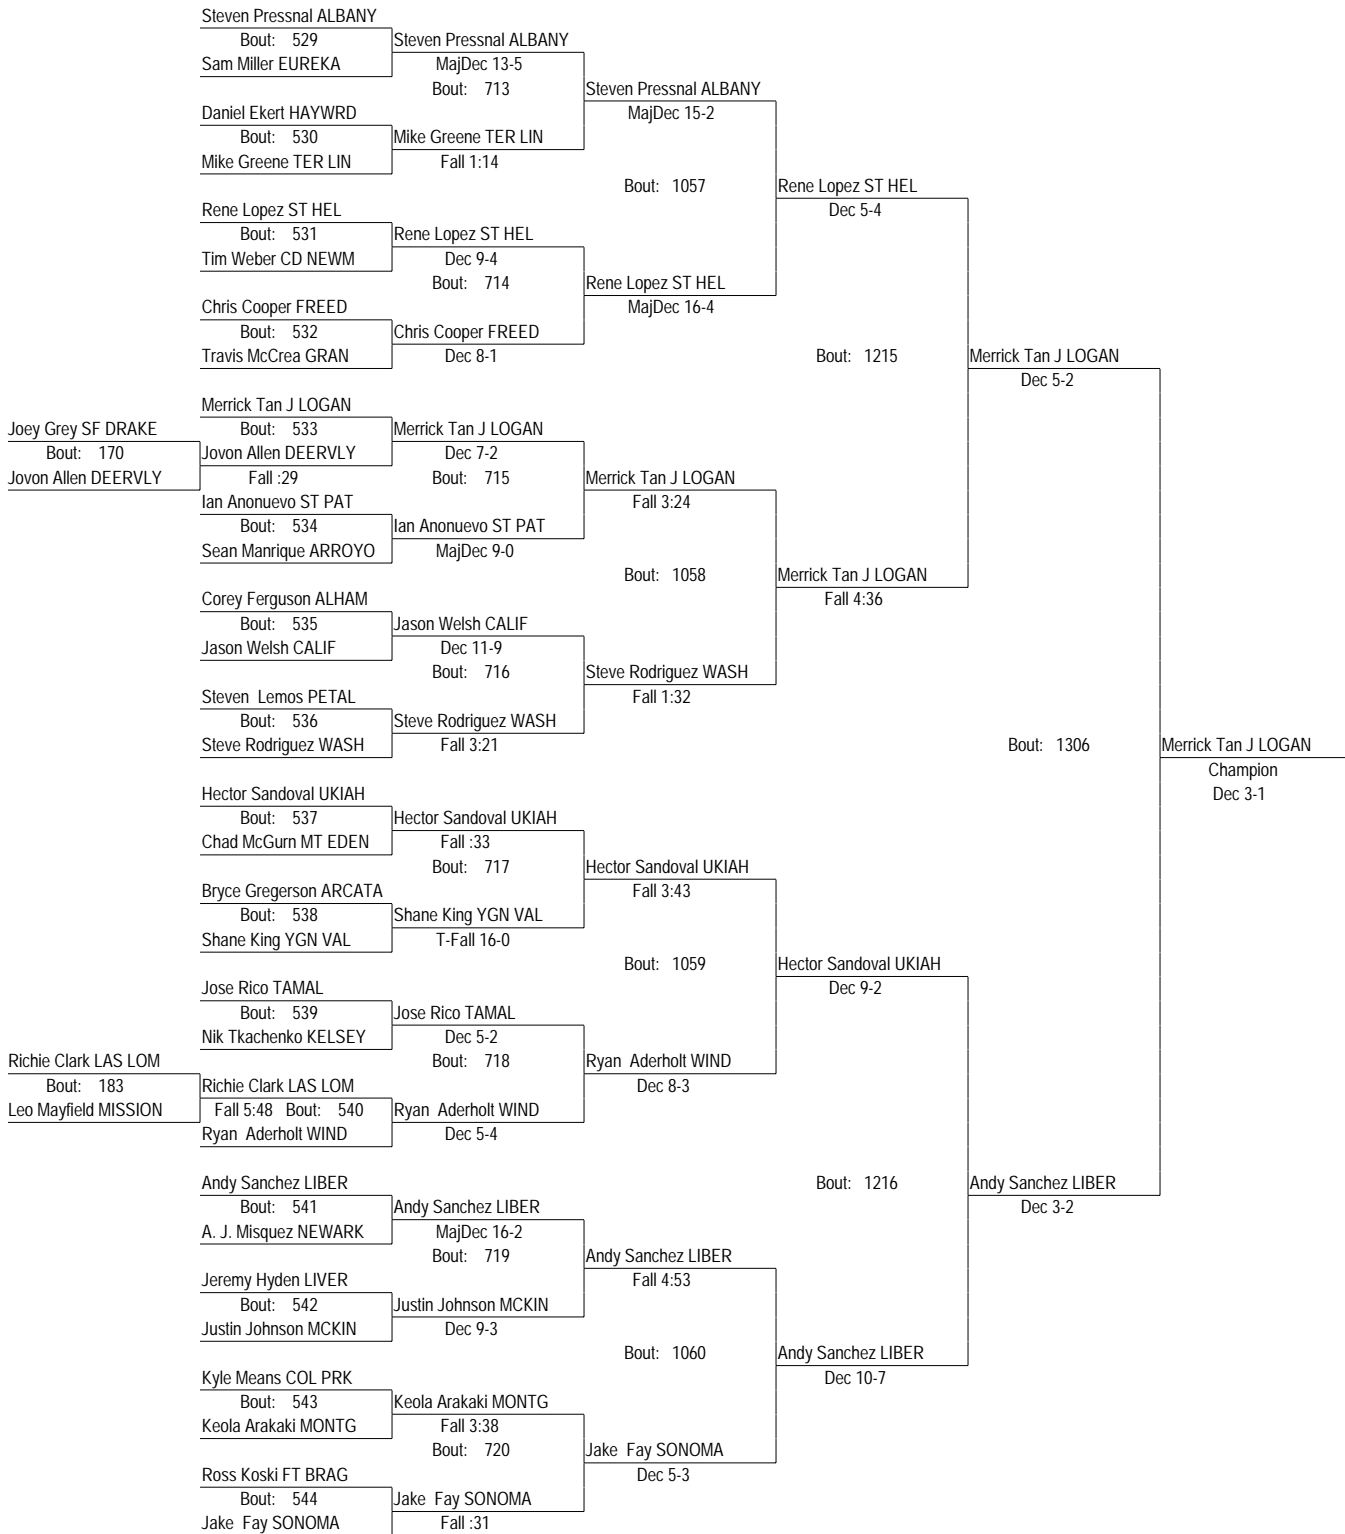 Steven Pressnal ALBANY
Bout: 529 Steven Pressnal ALBANY
Sam Miller EUREKA MajDec 13-5
Bout: 713 Steven Pressnal ALBANY
Daniel Ekert HAYWRD MajDec 15-2
Bout: 530 Mike Greene TER LIN
Mike Greene TER LIN Fall 1:14
Bout: 1057 Rene Lopez ST HEL
Rene Lopez ST HEL Dec 5-4
Bout: 531 Rene Lopez ST HEL
Tim Weber CD NEWM Dec 9-4
Bout: 714 Rene Lopez ST HEL
Chris Cooper FREED MajDec 16-4
Bout: 532 Chris Cooper FREED
Travis McCrea GRAN Dec 8-1 Bout: 1215 Merrick Tan J LOGAN
Dec 5-2
Merrick Tan J LOGAN
Joey Grey SF DRAKE Bout: 533 Merrick Tan J LOGAN
Bout: 170 Jovon Allen DEERVLY Dec 7-2
Jovon Allen DEERVLY Fall :29 Bout: 715 Merrick Tan J LOGAN
Ian Anonuevo ST PAT Fall 3:24
Bout: 534 Ian Anonuevo ST PAT
Sean Manrique ARROYO MajDec 9-0
Bout: 1058 Merrick Tan J LOGAN
Corey Ferguson ALHAM Fall 4:36
Bout: 535 Jason Welsh CALIF
Jason Welsh CALIF Dec 11-9
Bout: 716 Steve Rodriguez WASH
Steven Lemos PETAL Fall 1:32
Bout: 536 Steve Rodriguez WASH
Steve Rodriguez WASH Fall 3:21 Bout: 1306 Merrick Tan J LOGAN
Champion
Hector Sandoval UKIAH Dec 3-1
Bout: 537 Hector Sandoval UKIAH
Chad McGurn MT EDEN Fall :33
Bout: 717 Hector Sandoval UKIAH
Bryce Gregerson ARCATA Fall 3:43
Bout: 538 Shane King YGN VAL
Shane King YGN VAL T-Fall 16-0
Bout: 1059 Hector Sandoval UKIAH
Jose Rico TAMAL Dec 9-2
Bout: 539 Jose Rico TAMAL
Nik Tkachenko KELSEY Dec 5-2
Richie Clark LAS LOM Bout: 718 Ryan Aderholt WIND
Bout: 183 Richie Clark LAS LOM Dec 8-3
Leo Mayfield MISSION Fall 5:48 Bout: 540 Ryan Aderholt WIND
Ryan Aderholt WIND Dec 5-4
Andy Sanchez LIBER Bout: 1216 Andy Sanchez LIBER
Bout: 541 Andy Sanchez LIBER Dec 3-2
A. J. Misquez NEWARK MajDec 16-2
Bout: 719 Andy Sanchez LIBER
Jeremy Hyden LIVER Fall 4:53
Bout: 542 Justin Johnson MCKIN
Justin Johnson MCKIN Dec 9-3
Bout: 1060 Andy Sanchez LIBER
Kyle Means COL PRK Dec 10-7
Bout: 543 Keola Arakaki MONTG
Keola Arakaki MONTG Fall 3:38
Bout: 720 Jake Fay SONOMA
Ross Koski FT BRAG Dec 5-3
Bout: 544 Jake Fay SONOMA
Jake Fay SONOMA Fall :31